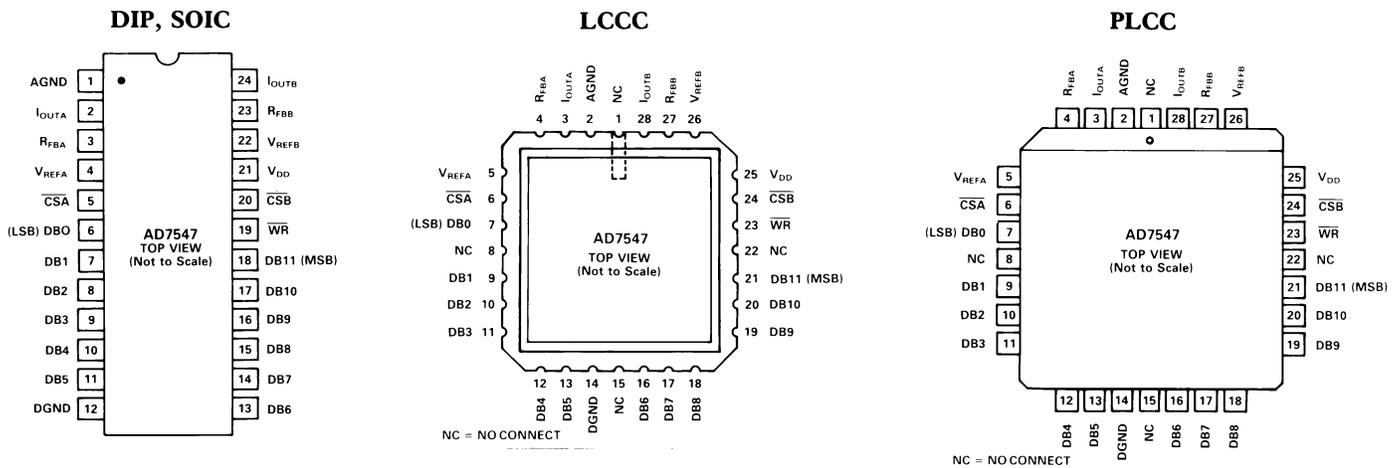 DIP, SOIC
AGND 1
I_OUTA 2
R_FBA 3
V_REFA 4
C̅S̅A̅ 5
(LSB) DBO 6
DB1 7
DB2 8
DB3 9
DB4 10
DB5 11
DGND 12
AD7547
TOP VIEW
(Not to Scale)
24 I_OUTB
23 R_FBB
22 V_REFB
21 V_DD
20 C̅S̅B̅
19 W̅R̅
18 DB11 (MSB)
17 DB10
16 DB9
15 DB8
14 DB7
13 DB6
LCCC
R_FBA I_OUTA AGND NC I_OUTB R_FBB V_REFB
4 3 2 1 28 27 26
V_REFA 5
C̅S̅A̅ 6
(LSB) DB0 7
NC 8
DB1 9
DB2 10
DB3 11
AD7547
TOP VIEW
(Not to Scale)
25 V_DD
24 C̅S̅B̅
23 W̅R̅
22 NC
21 DB11 (MSB)
20 DB10
19 DB9
12 13 14 15 16 17 18
DB4 DB5 DGND NC DB6 DB7 DB8
NC = NO CONNECT
PLCC
R_FBA I_OUTA AGND NC I_OUTB R_FBB V_REFB
4 3 2 1 28 27 26
V_REFA 5
C̅S̅A̅ 6
(LSB) DB0 7
NC 8
DB1 9
DB2 10
DB3 11
AD7547
TOP VIEW
(Not to Scale)
25 V_DD
24 C̅S̅B̅
23 W̅R̅
22 NC
21 DB11 (MSB)
20 DB10
19 DB9
12 13 14 15 16 17 18
DB4 DB5 DGND NC DB6 DB7 DB8
NC = NO CONNECT